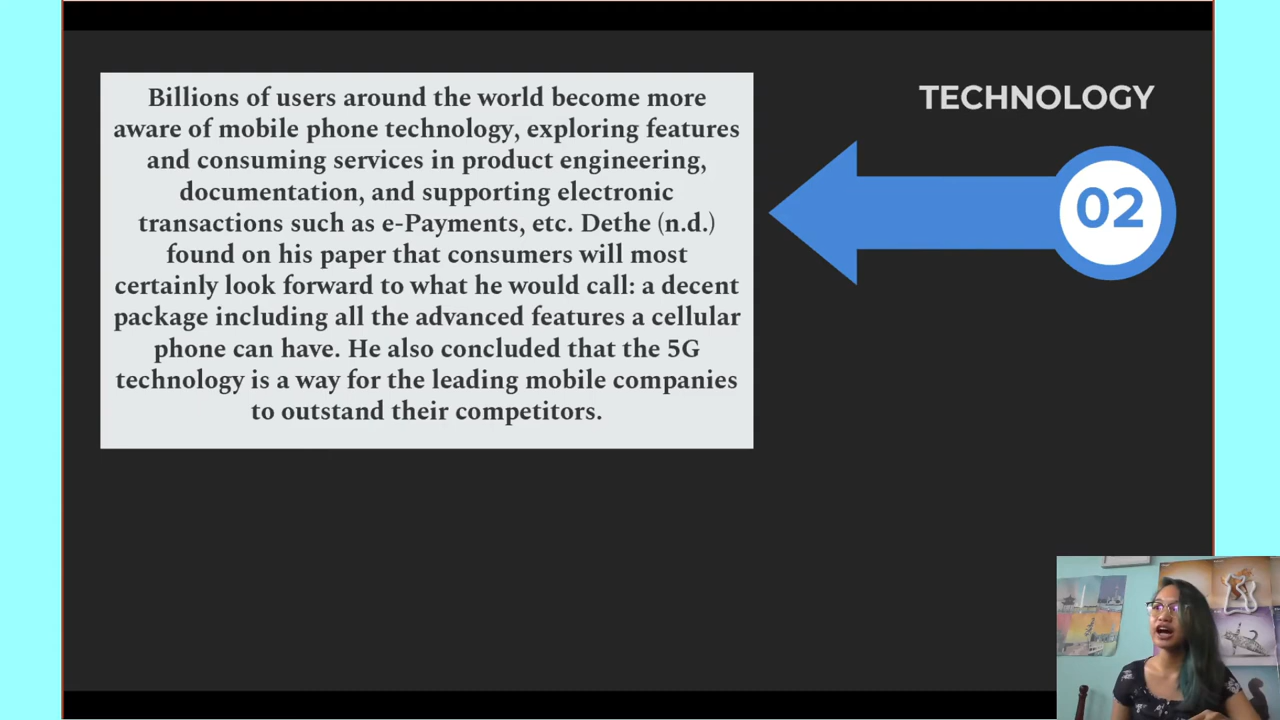 Billions of users around the world become more
aware of mobile phone technology, exploring features
and consuming services in product engineering,
documentation, and supporting electronic
transactions such as e-Payments, etc. Dethe (n.d.)
found on his paper that consumers will most
certainly look forward to what he would call: a decent
package including all the advanced features a cellular
phone can have. He also concluded that the 5G
technology is a way for the leading mobile companies
to outstand their competitors.
TECHNOLOGY
02